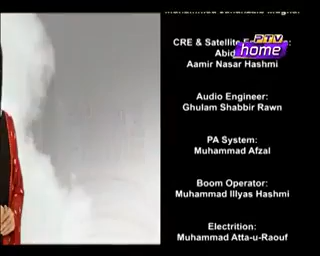 CRE & Satellite
PTV
home
Aamir Nasar Hashmi
Audio Engineer:
Ghulam Shabbir Rawn
PA System:
Muhammad Afzal
Boom Operator:
Muhammad Illyas Hashmi
Electrition:
Muhammad Atta-u-Raouf